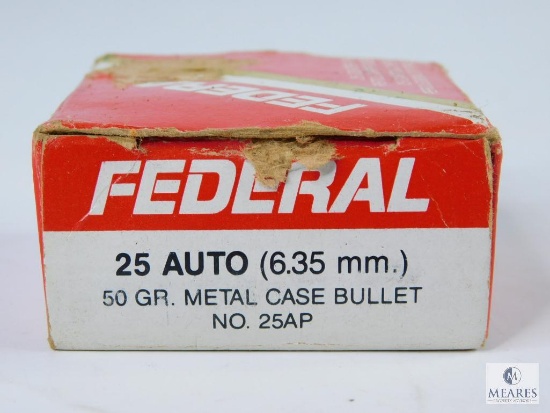 FEDERAL
FEDERAL
25 AUTO (6.35 mm.)
50 GR. METAL CASE BULLET
NO. 25AP
M
MEARES